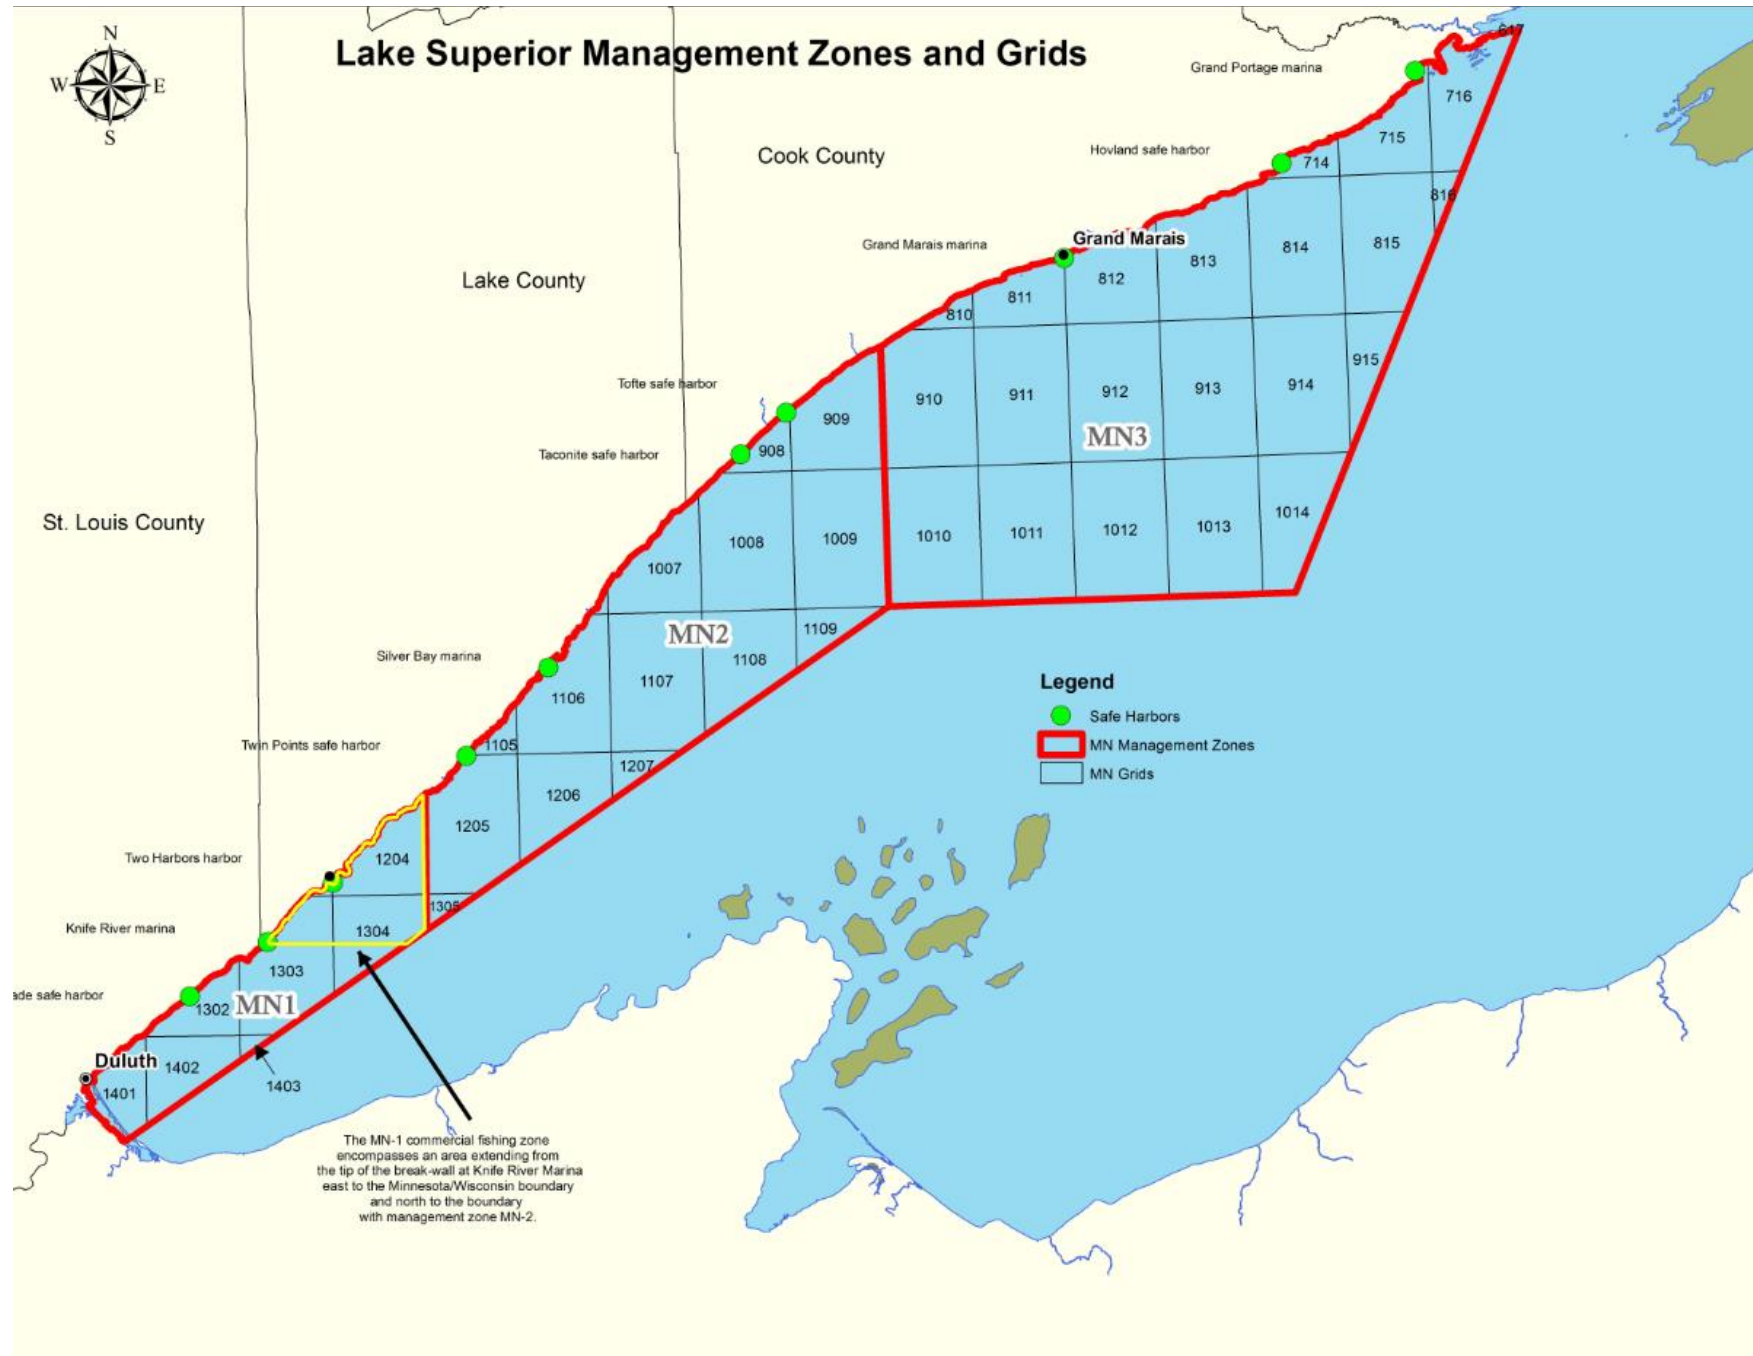 Lake Superior Management Zones and Grids
N
W
E
S
617
Grand Portage marina
716
715
Hovland safe harbor
714
Cook County
816
Grand Marais marina
Grand Marais
815
814
813
812
811
810
Lake County
915
914
913
912
911
910
MN3
Tofte safe harbor
909
Taconite safe harbor
908
St. Louis County
1014
1013
1012
1011
1010
1009
1008
1007
MN2
1109
1108
1107
1106
Silver Bay marina
Legend
Safe Harbors
MN Management Zones
MN Grids
Twin Points safe harbor
1105
1207
1206
1205
Two Harbors harbor
1204
1305
1304
Knife River marina
1303
ade safe harbor
1302
MN1
Duluth
1402
1401
1403
The MN-1 commercial fishing zone
encompasses an area extending from
the tip of the break-wall at Knife River Marina
east to the Minnesota/Wisconsin boundary
and north to the boundary
with management zone MN-2.